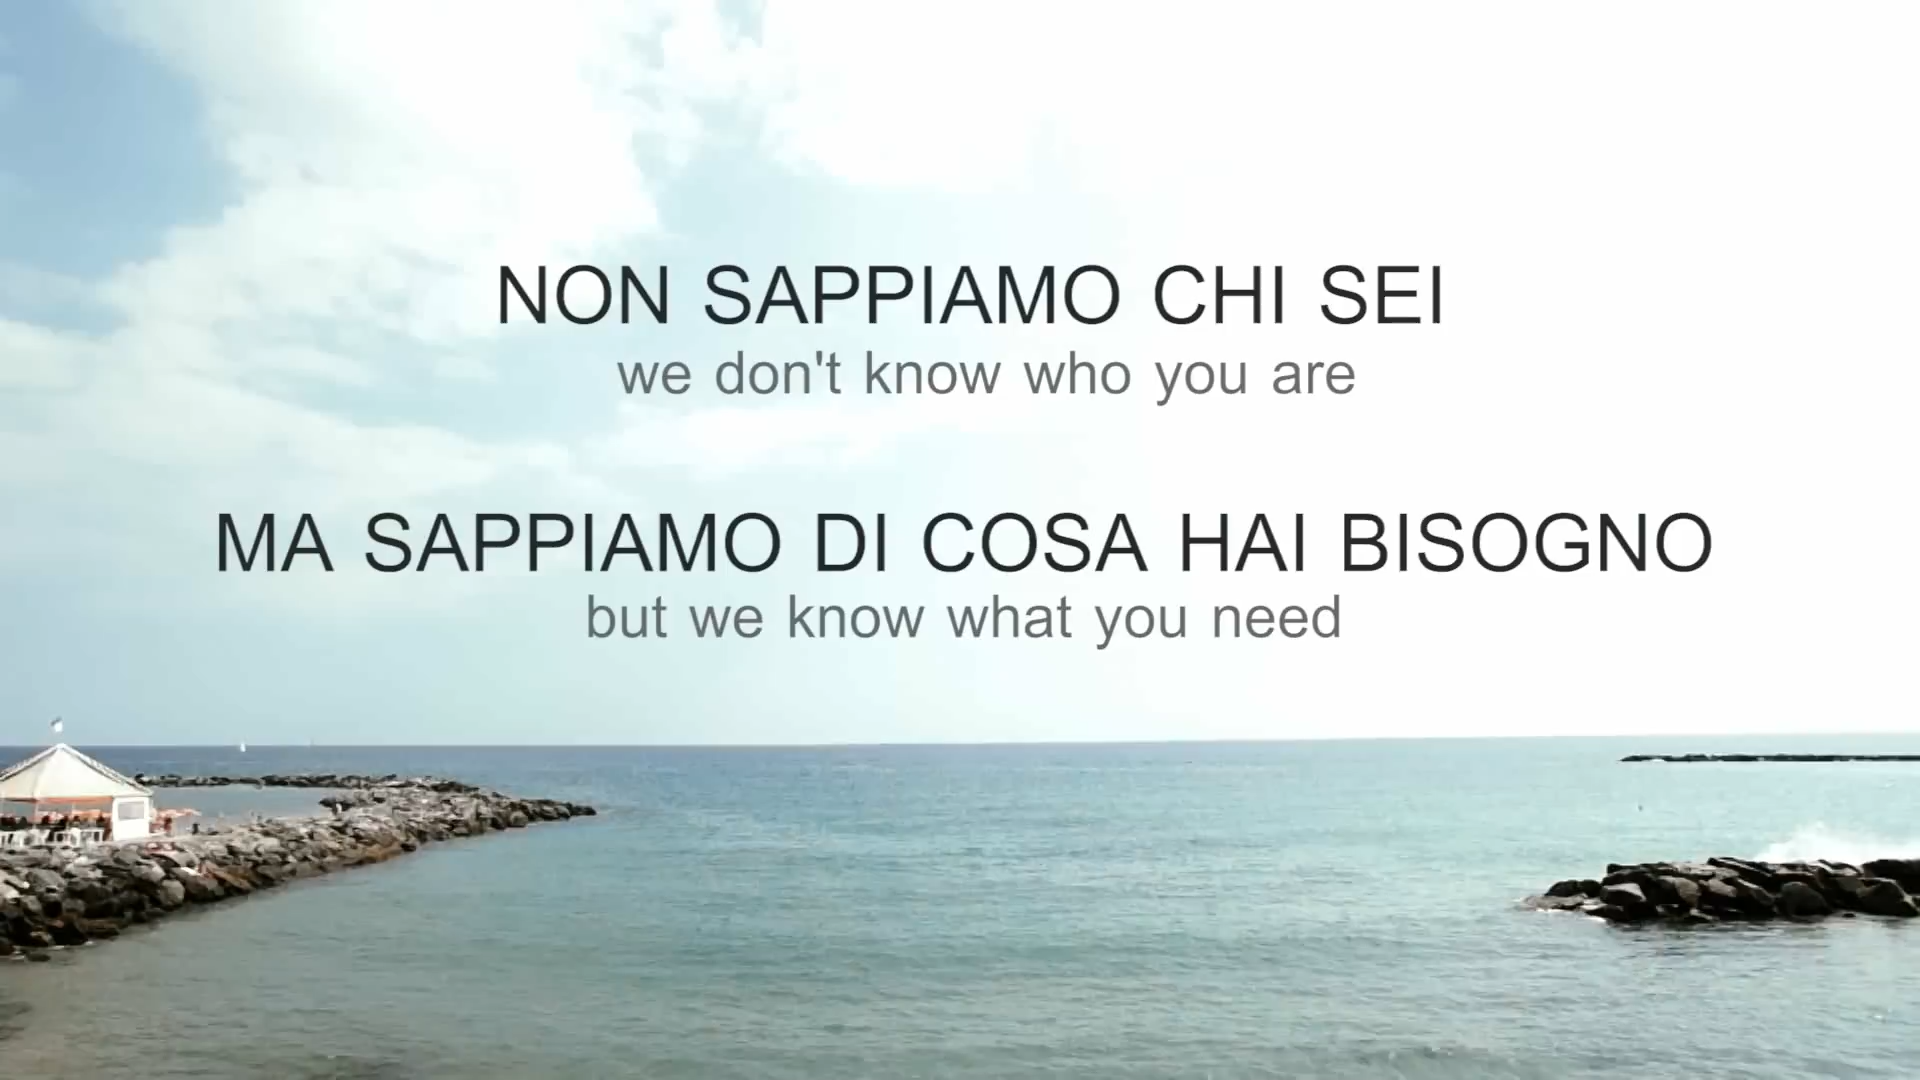 NON SAPPIAMO CHI SEI
we don't know who you are
MA SAPPIAMO DI COSA HAI BISOGNO
but we know what you need